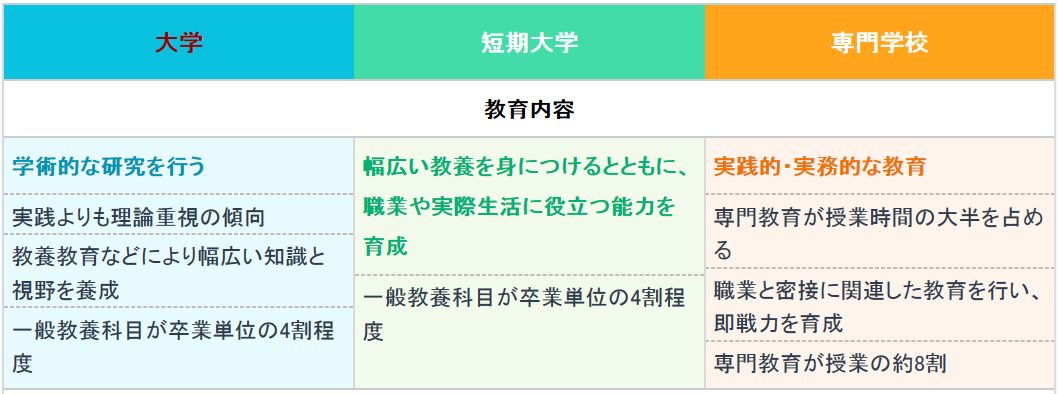 大学
短期大学
専門学校
教育内容
学術的な研究を行う
実践よりも理論重視の傾向
教養教育などにより幅広い知識と
視野を養成
一般教養科目が卒業単位の4割程
度
幅広い教養を身につけるとともに、
職業や実際生活に役立つ能力を
育成
一般教養科目が卒業単位の4割程
度
実践的・実務的な教育
専門教育が授業時間の大半を占め
る
職業と密接に関連した教育を行い、
即戦力を育成
専門教育が授業の約8割